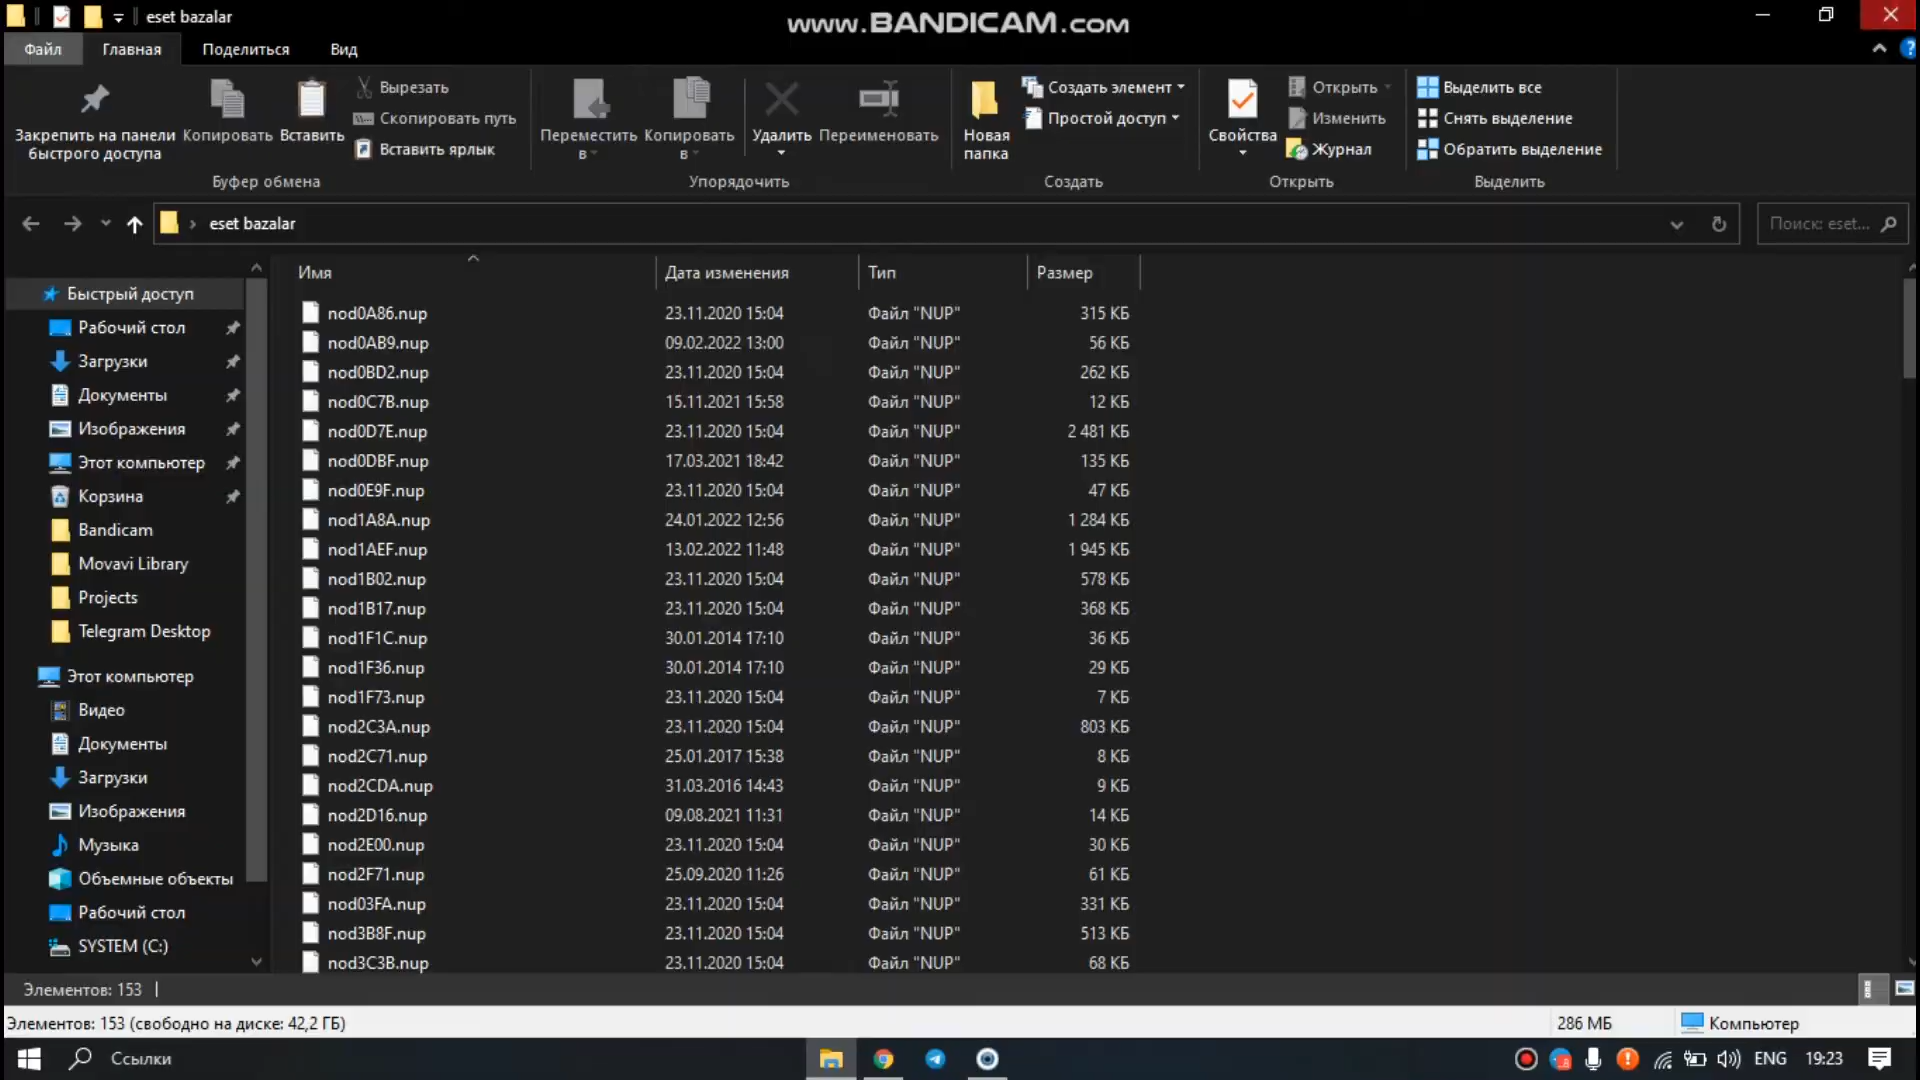 eset bazalar
www.BANDICAM.com
Файл Главная Поделиться Вид
Закрепить на панели быстрого доступа
Копировать
Вставить
Вырезать
Скопировать путь
Вставить ярлык
Буфер обмена
Переместить в
Копировать в
Удалить
Переименовать
Упорядочить
Новая папка
Создать элемент
Простой доступ
Создать
Свойства
Открыть
Изменить
Журнал
Открыть
Выделить все
Снять выделение
Обратить выделение
Выделить
eset bazalar
Поиск: eset...
Быстрый доступ
Рабочий стол
Загрузки
Документы
Изображения
Этот компьютер
Корзина
Bandicam
Movavi Library
Projects
Telegram Desktop
Этот компьютер
Видео
Документы
Загрузки
Изображения
Музыка
Объемные объекты
Рабочий стол
SYSTEM (C:)
Имя Дата изменения Тип Размер
nod0A86.nup 23.11.2020 15:04 Файл "NUP" 315 КБ
nod0AB9.nup 09.02.2022 13:00 Файл "NUP" 56 КБ
nod0BD2.nup 23.11.2020 15:04 Файл "NUP" 262 КБ
nod0C7B.nup 15.11.2021 15:58 Файл "NUP" 12 КБ
nod0D7E.nup 23.11.2020 15:04 Файл "NUP" 2 481 КБ
nod0DBF.nup 17.03.2021 18:42 Файл "NUP" 135 КБ
nod0E9F.nup 23.11.2020 15:04 Файл "NUP" 47 КБ
nod1A8A.nup 24.01.2022 12:56 Файл "NUP" 1 284 КБ
nod1AEF.nup 13.02.2022 11:48 Файл "NUP" 1 945 КБ
nod1B02.nup 23.11.2020 15:04 Файл "NUP" 578 КБ
nod1B17.nup 23.11.2020 15:04 Файл "NUP" 368 КБ
nod1F1C.nup 30.01.2014 17:10 Файл "NUP" 36 КБ
nod1F36.nup 30.01.2014 17:10 Файл "NUP" 29 КБ
nod1F73.nup 23.11.2020 15:04 Файл "NUP" 7 КБ
nod2C3A.nup 23.11.2020 15:04 Файл "NUP" 803 КБ
nod2C71.nup 25.01.2017 15:38 Файл "NUP" 8 КБ
nod2CDA.nup 31.03.2016 14:43 Файл "NUP" 9 КБ
nod2D16.nup 09.08.2021 11:31 Файл "NUP" 14 КБ
nod2E00.nup 23.11.2020 15:04 Файл "NUP" 30 КБ
nod2F71.nup 25.09.2020 11:26 Файл "NUP" 61 КБ
nod03FA.nup 23.11.2020 15:04 Файл "NUP" 331 КБ
nod3B8F.nup 23.11.2020 15:04 Файл "NUP" 513 КБ
nod3C3B.nup 23.11.2020 15:04 Файл "NUP" 68 КБ
Элементов: 153
Элементов: 153 (свободно на диске: 42,2 ГБ) 286 МБ Компьютер
Ссылки ENG 19:23